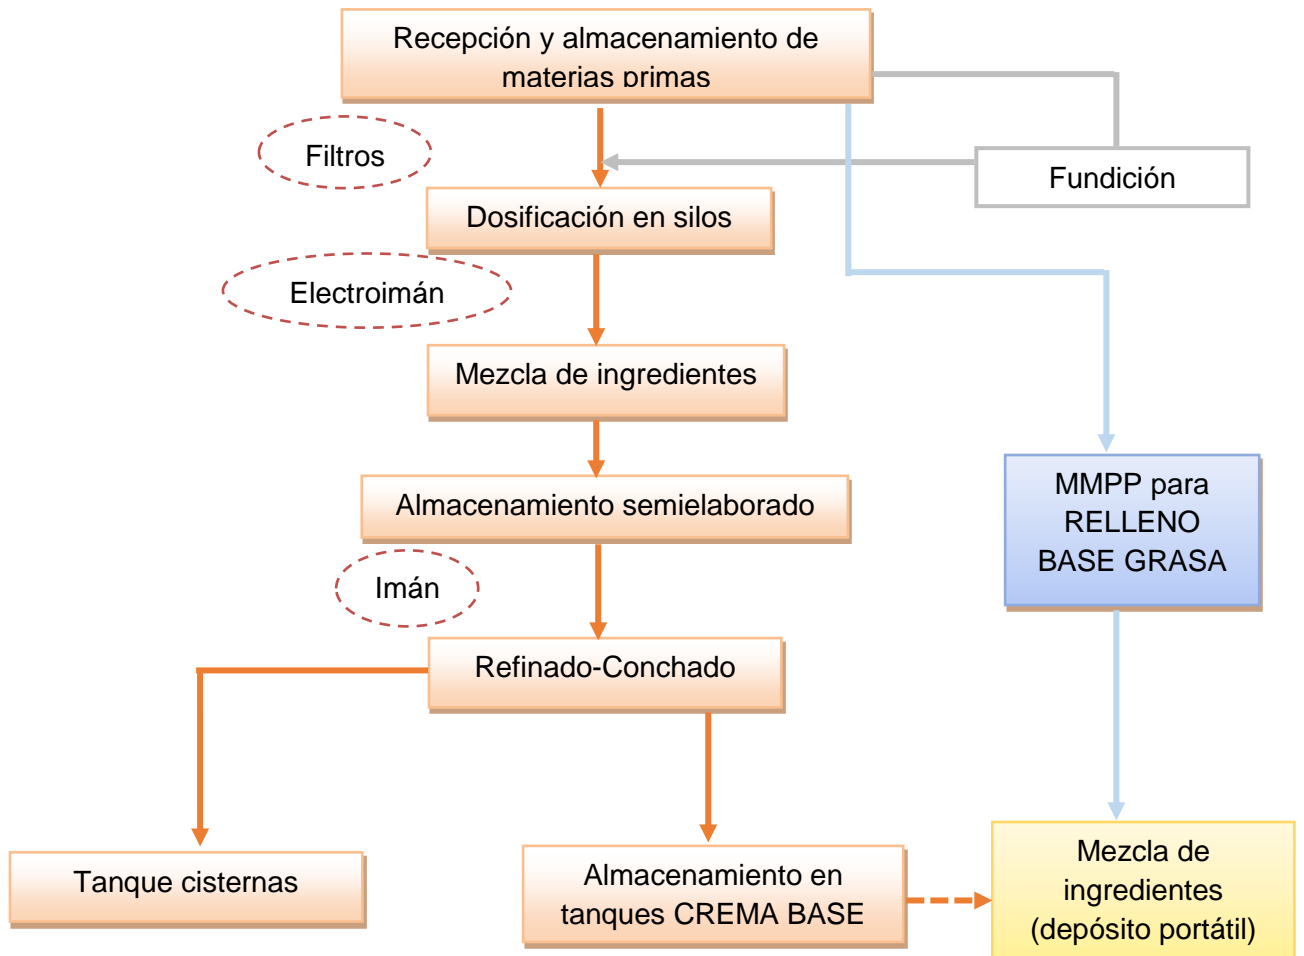 Recepción y almacenamiento de
materias primas
Filtros
Fundición
Dosificación en silos
Electroimán
Mezcla de ingredientes
MMPP para
RELLENO
BASE GRASA
Almacenamiento semielaborado
Imán
Refinado-Conchado
Tanque cisternas
Almacenamiento en
tanques CREMA BASE
Mezcla de
ingredientes
(depósito portátil)